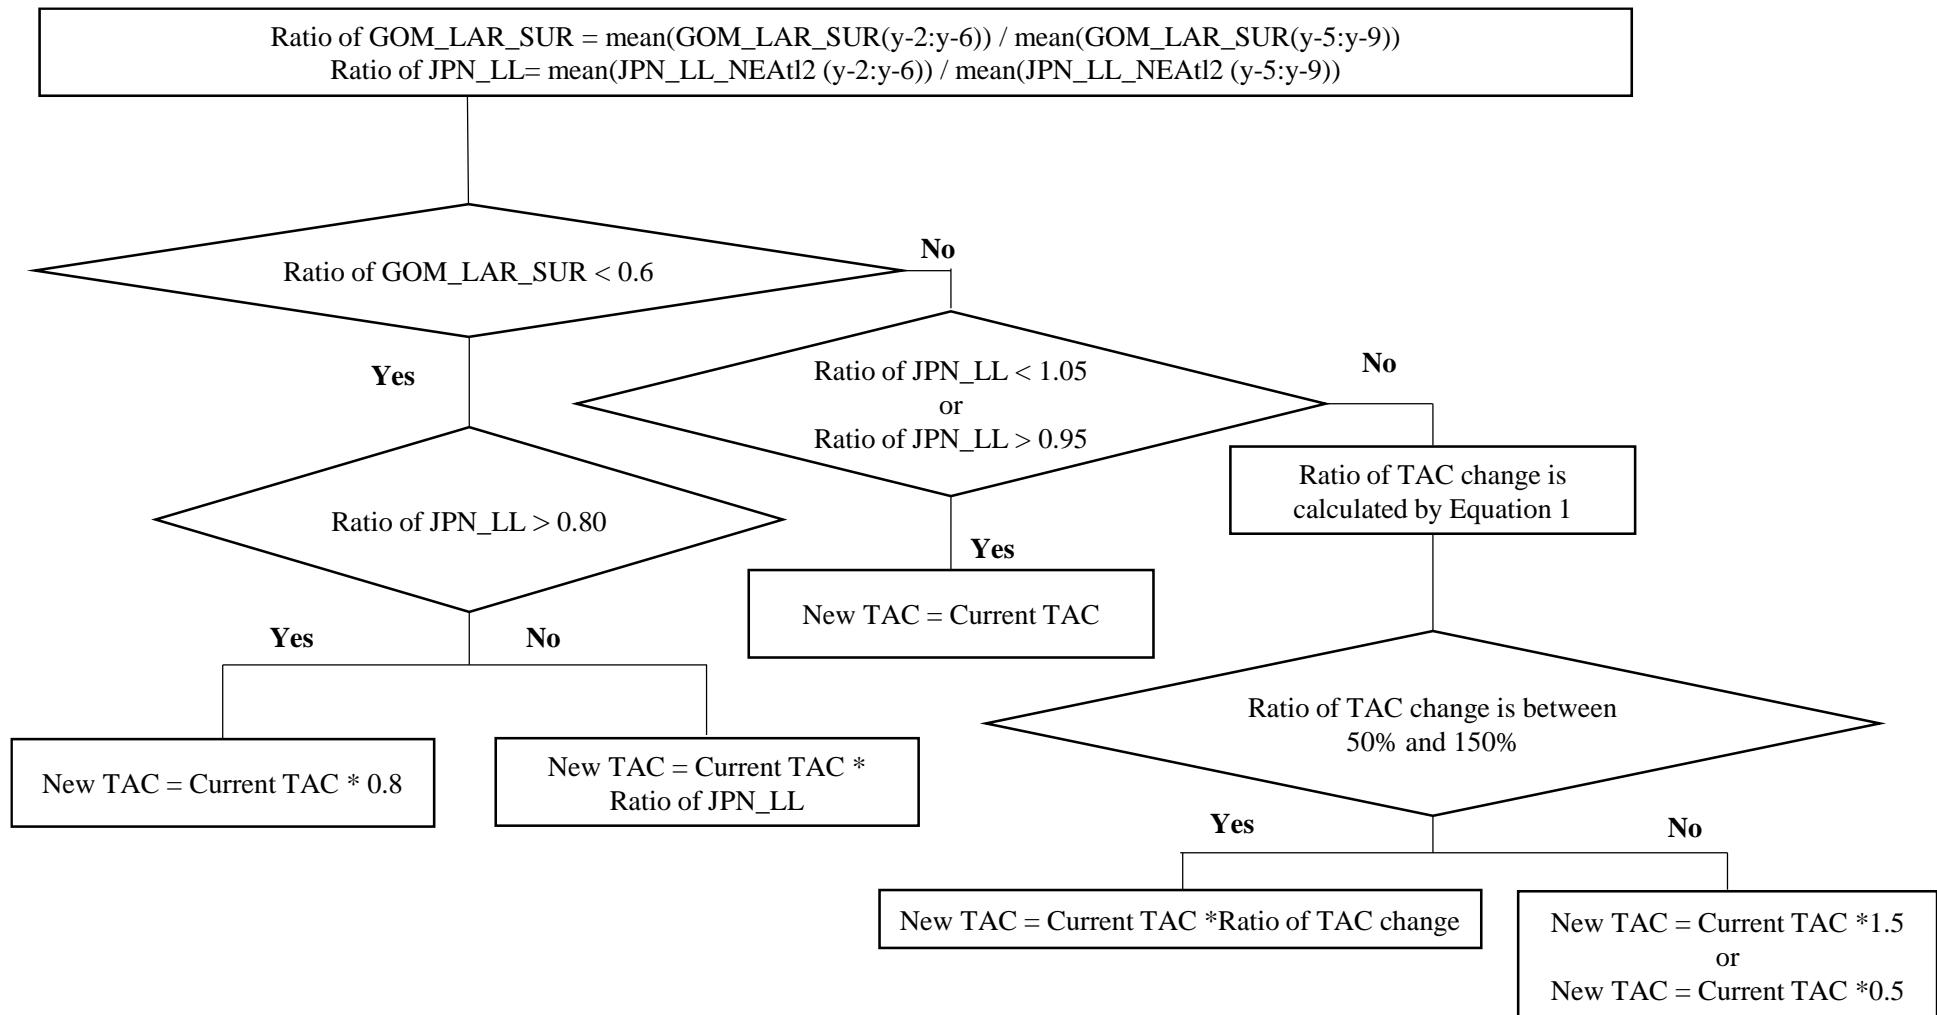 Ratio of GOM_LAR_SUR = mean(GOM_LAR_SUR(y-2:y-6)) / mean(GOM_LAR_SUR(y-5:y-9))
Ratio of JPN_LL= mean(JPN_LL_NEAtl2 (y-2:y-6)) / mean(JPN_LL_NEAtl2 (y-5:y-9))
Ratio of GOM_LAR_SUR < 0.6
No
Yes
Ratio of JPN_LL < 1.05
or
Ratio of JPN_LL > 0.95
No
Ratio of TAC change is
calculated by Equation 1
Ratio of JPN_LL > 0.80
Yes
New TAC = Current TAC
Yes
No
Ratio of TAC change is between
50% and 150%
New TAC = Current TAC * 0.8
New TAC = Current TAC *
Ratio of JPN_LL
Yes
No
New TAC = Current TAC *Ratio of TAC change
New TAC = Current TAC *1.5
or
New TAC = Current TAC *0.5